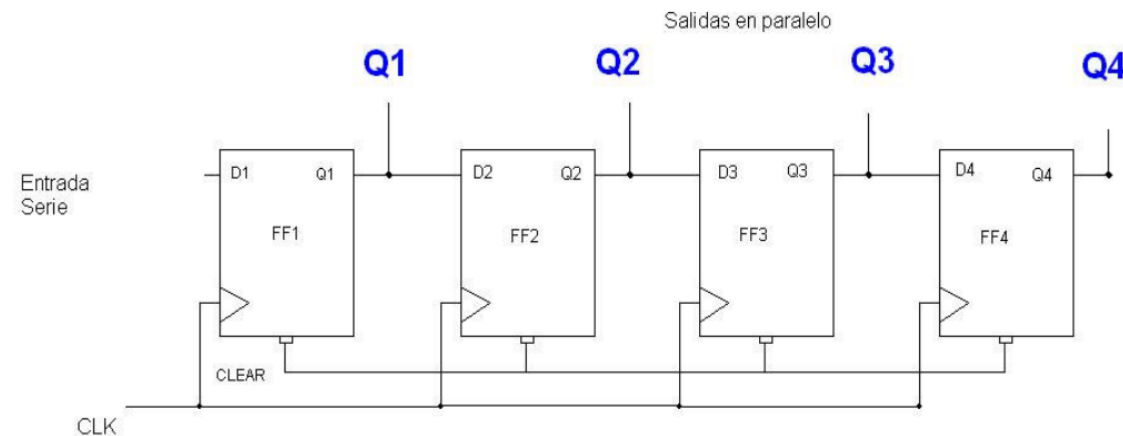 Salidas en paralelo
Q1 Q2 Q3 Q4
Entrada
Serie
D1 Q1 D2 Q2 D3 Q3 D4 Q4
FF1 FF2 FF3 FF4
CLEAR
CLK